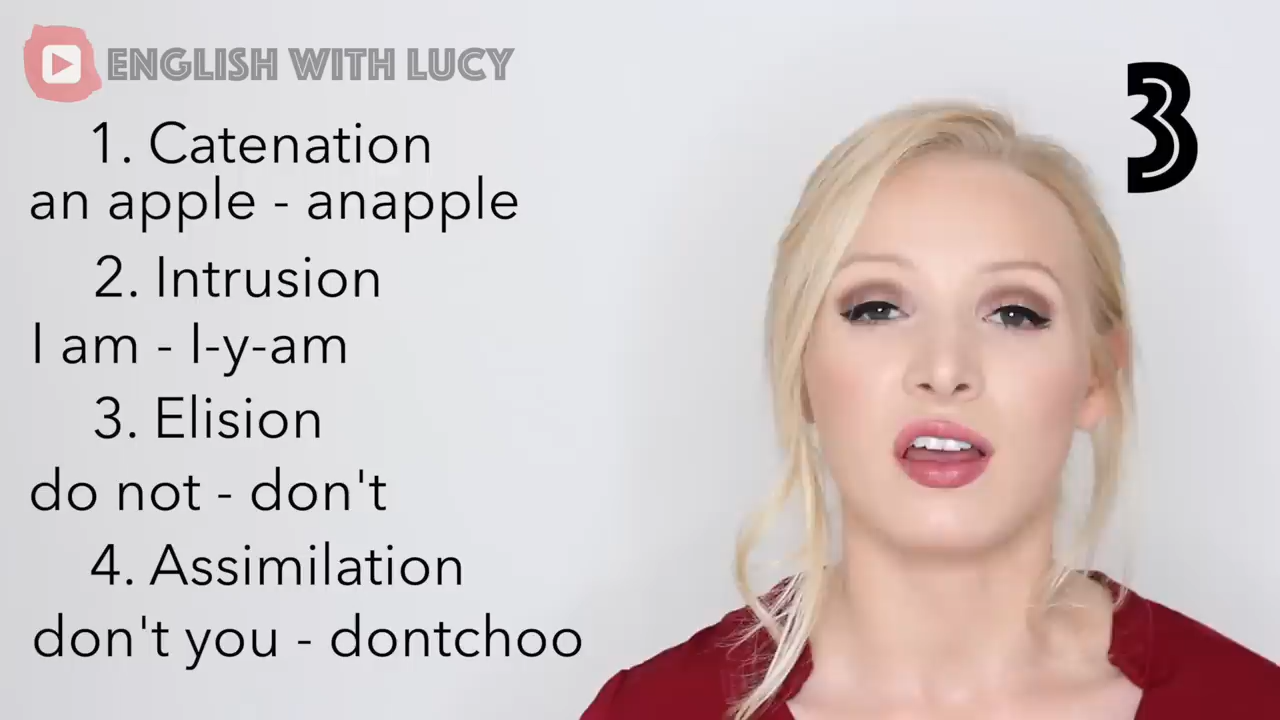 ENGLISH WITH LUCY
3
1. Catenation
an apple - anapple
2. Intrusion
I am - I-y-am
3. Elision
do not - don't
4. Assimilation
don't you - dontchoo